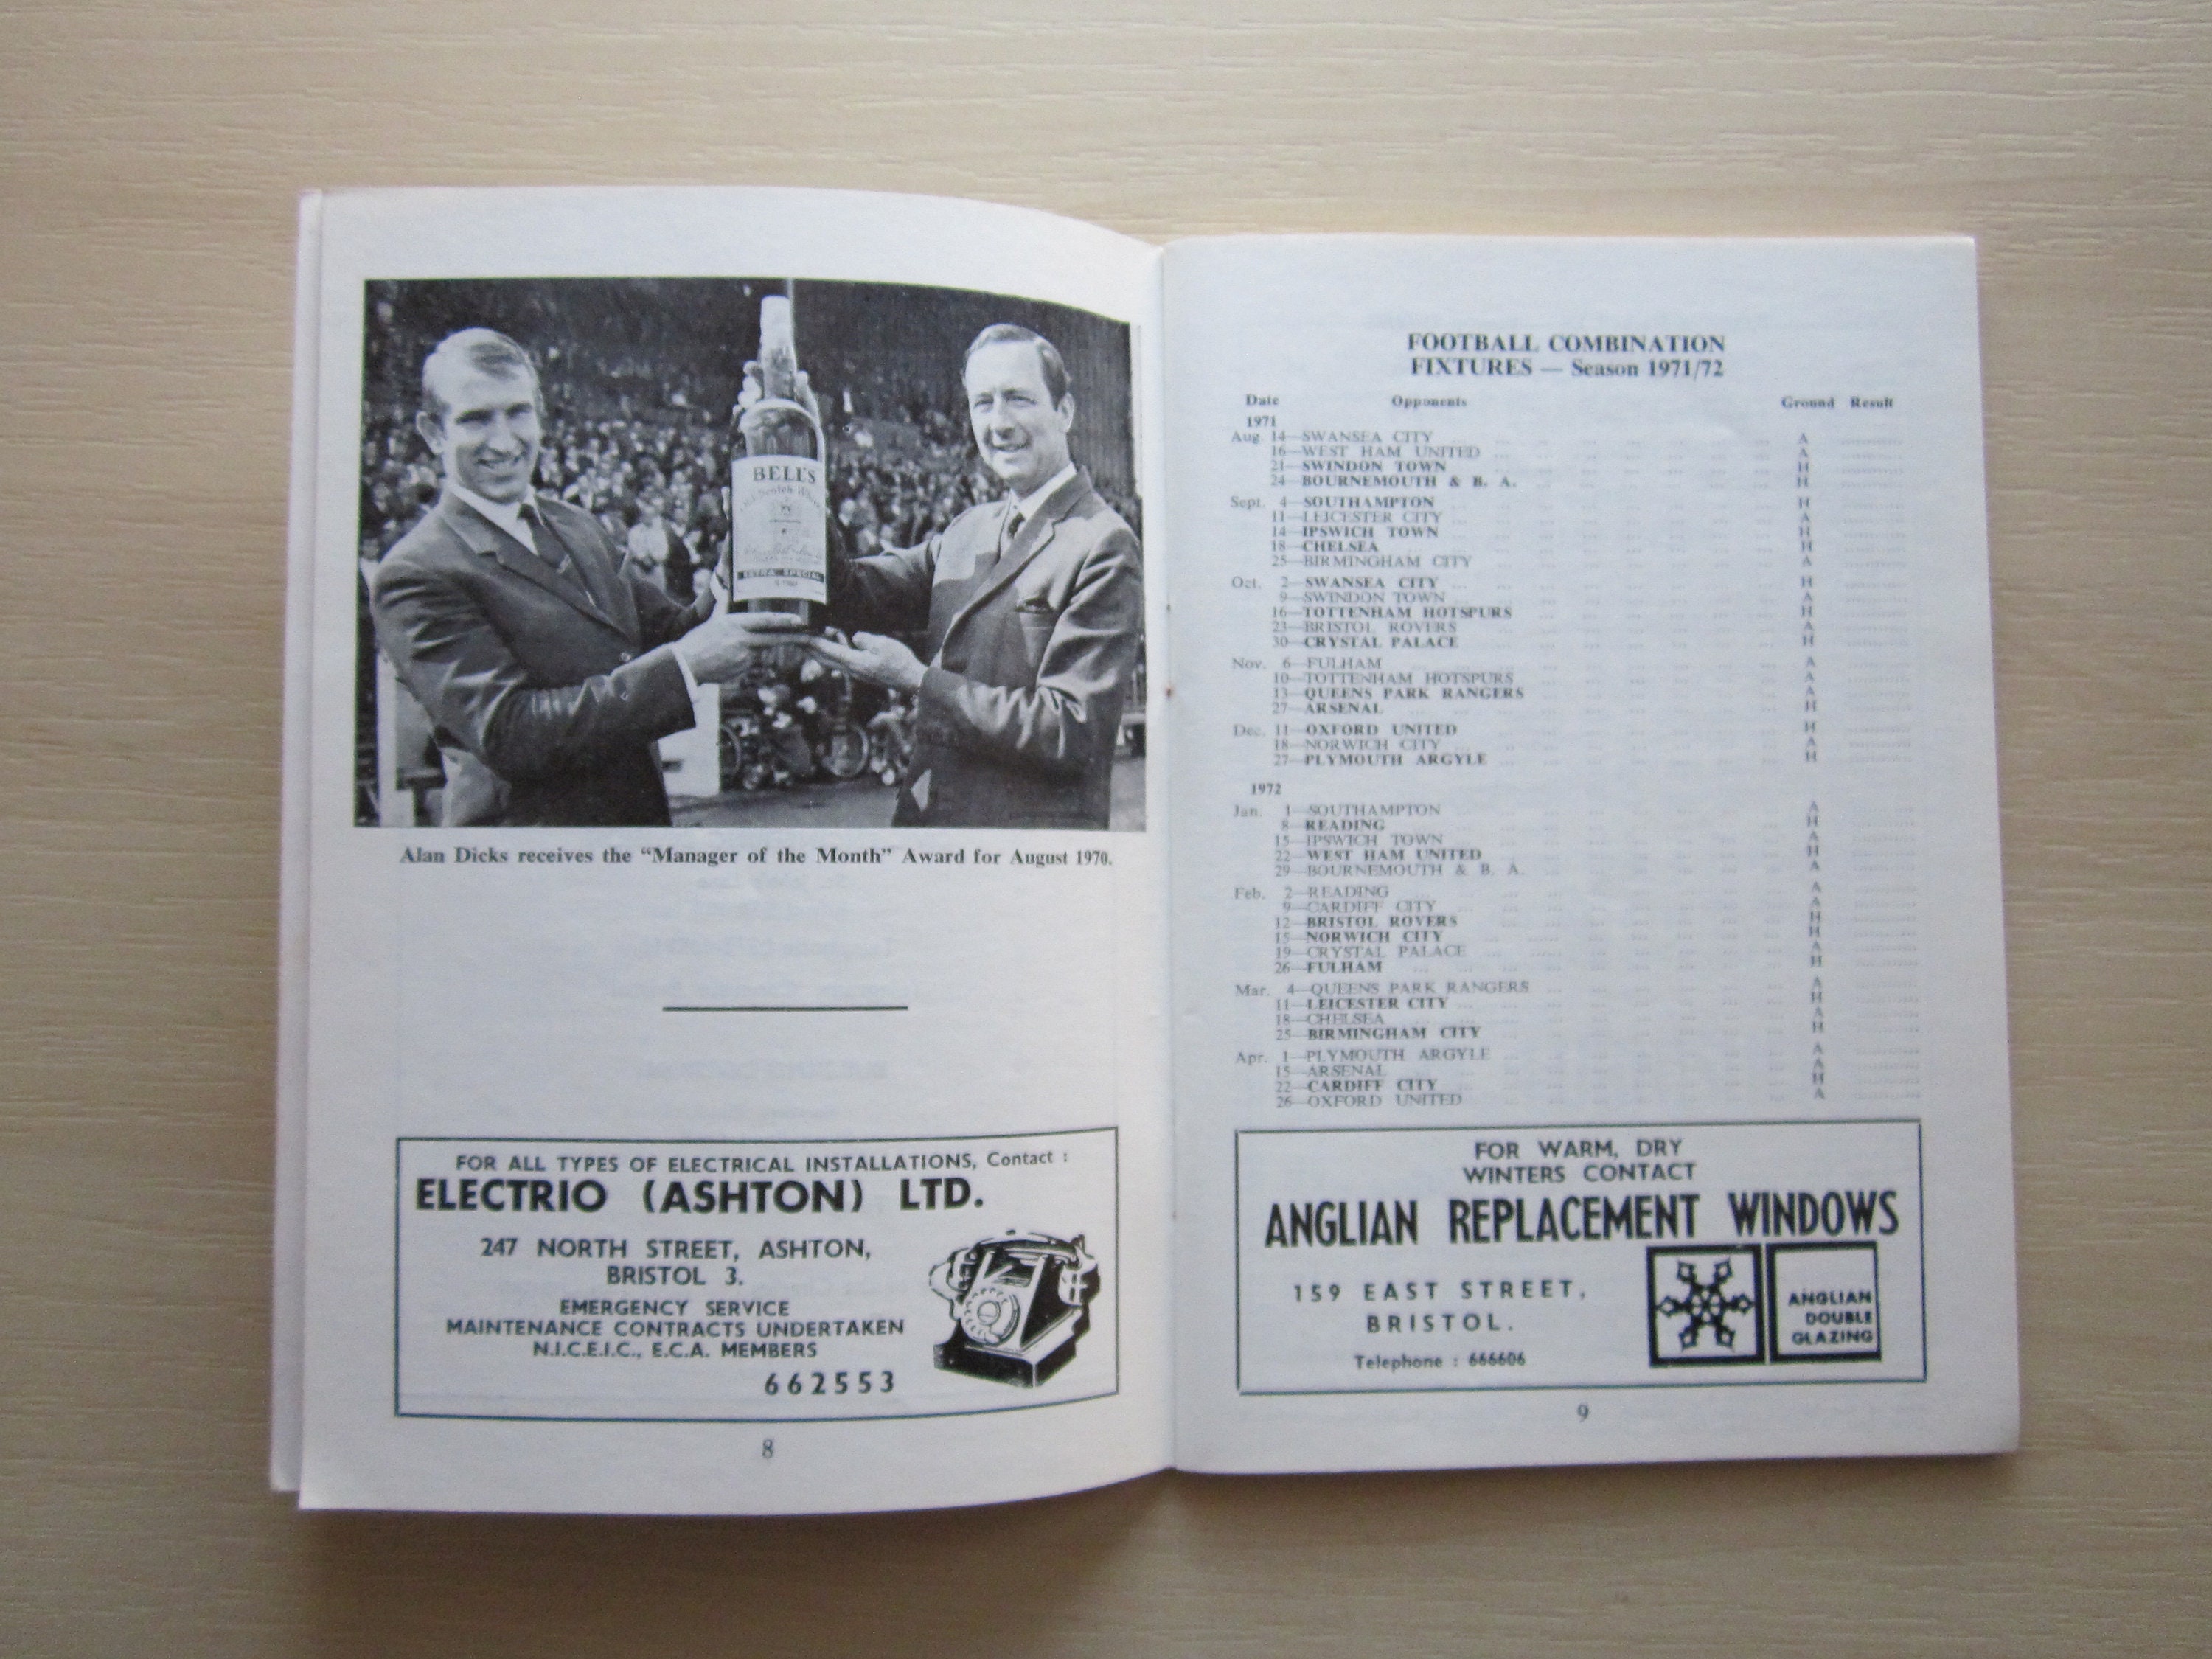 BELL'S
Old Scotch Whisky
EXTRA SPECIAL
Alan Dicks receives the “Manager of the Month” Award for August 1970.
FOR ALL TYPES OF ELECTRICAL INSTALLATIONS, Contact :
ELECTRIO (ASHTON) LTD.
247 NORTH STREET, ASHTON,
BRISTOL 3.
EMERGENCY SERVICE
MAINTENANCE CONTRACTS UNDERTAKEN
N.I.C.E.I.C., E.C.A. MEMBERS
662553
8
FOOTBALL COMBINATION
FIXTURES — Season 1971/72
Date Opponents Ground Result
1971
Aug 14—SWANSEA CITY A
16—WEST HAM UNITED A
21—SWINDON TOWN H
24—BOURNEMOUTH & B. A. H
Sept. 4—SOUTHAMPTON H
11—LEICESTER CITY A
14—IPSWICH TOWN H
18—CHELSEA H
25—BIRMINGHAM CITY A
Oct. 2—SWANSEA CITY H
9—SWINDON TOWN A
16—TOTTENHAM HOTSPURS H
23—BRISTOL ROVERS A
30—CRYSTAL PALACE H
Nov. 6—FULHAM A
10—TOTTENHAM HOTSPURS A
13—QUEENS PARK RANGERS A
27—ARSENAL H
Dec. 11—OXFORD UNITED H
18—NORWICH CITY A
27—PLYMOUTH ARGYLE H
1972
Jan. 1—SOUTHAMPTON A
8—READING H
15—IPSWICH TOWN A
22—WEST HAM UNITED H
29—BOURNEMOUTH & B. A. A
Feb. 2—READING A
9—CARDIFF CITY A
12—BRISTOL ROVERS H
15—NORWICH CITY H
19—CRYSTAL PALACE A
26—FULHAM H
Mar. 4—QUEENS PARK RANGERS A
11—LEICESTER CITY H
18—CHELSEA A
25—BIRMINGHAM CITY H
Apr. 1—PLYMOUTH ARGYLE A
15—ARSENAL A
22—CARDIFF CITY H
26—OXFORD UNITED A
FOR WARM, DRY
WINTERS CONTACT
ANGLIAN REPLACEMENT WINDOWS
159 EAST STREET,
BRISTOL.
Telephone : 666606
ANGLIAN
DOUBLE
GLAZING
9